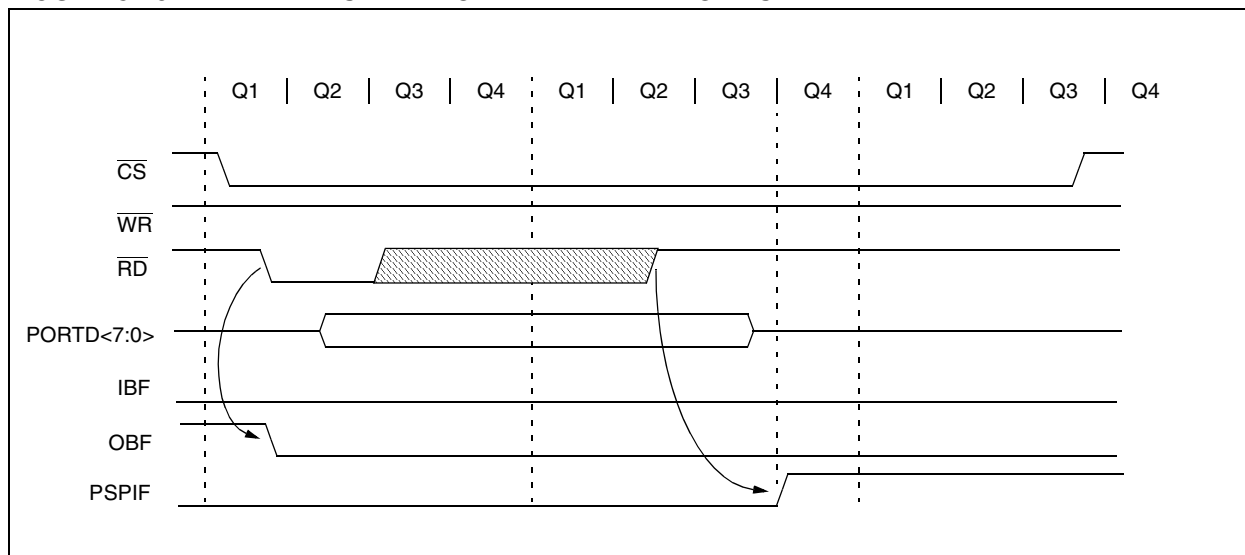 Q1 | Q2 | Q3 | Q4 | Q1 | Q2 | Q3 | Q4 | Q1 | Q2 | Q3 | Q4
CS
WR
RD
PORTD<7:0>
IBF
OBF
PSPIF